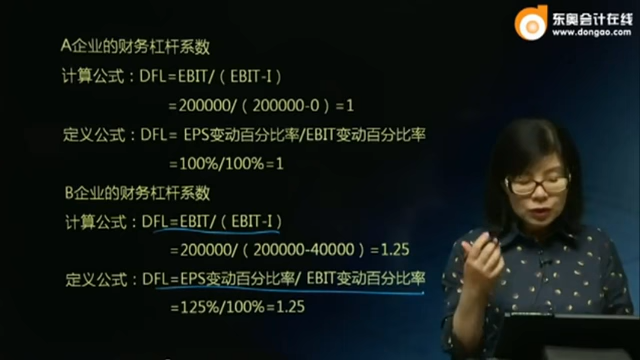 东奥会计在线
www.dongao.com
A企业的财务杠杆系数
计算公式：DFL=EBIT/（EBIT-I）
=200000/（200000-0）=1
定义公式：DFL= EPS变动百分比率/EBIT变动百分比率
=100%/100%=1
B企业的财务杠杆系数
计算公式：DFL=EBIT/（EBIT-I）
=200000/（200000-40000）=1.25
定义公式：DFL=EPS变动百分比率/ EBIT变动百分比率
=125%/100%=1.25